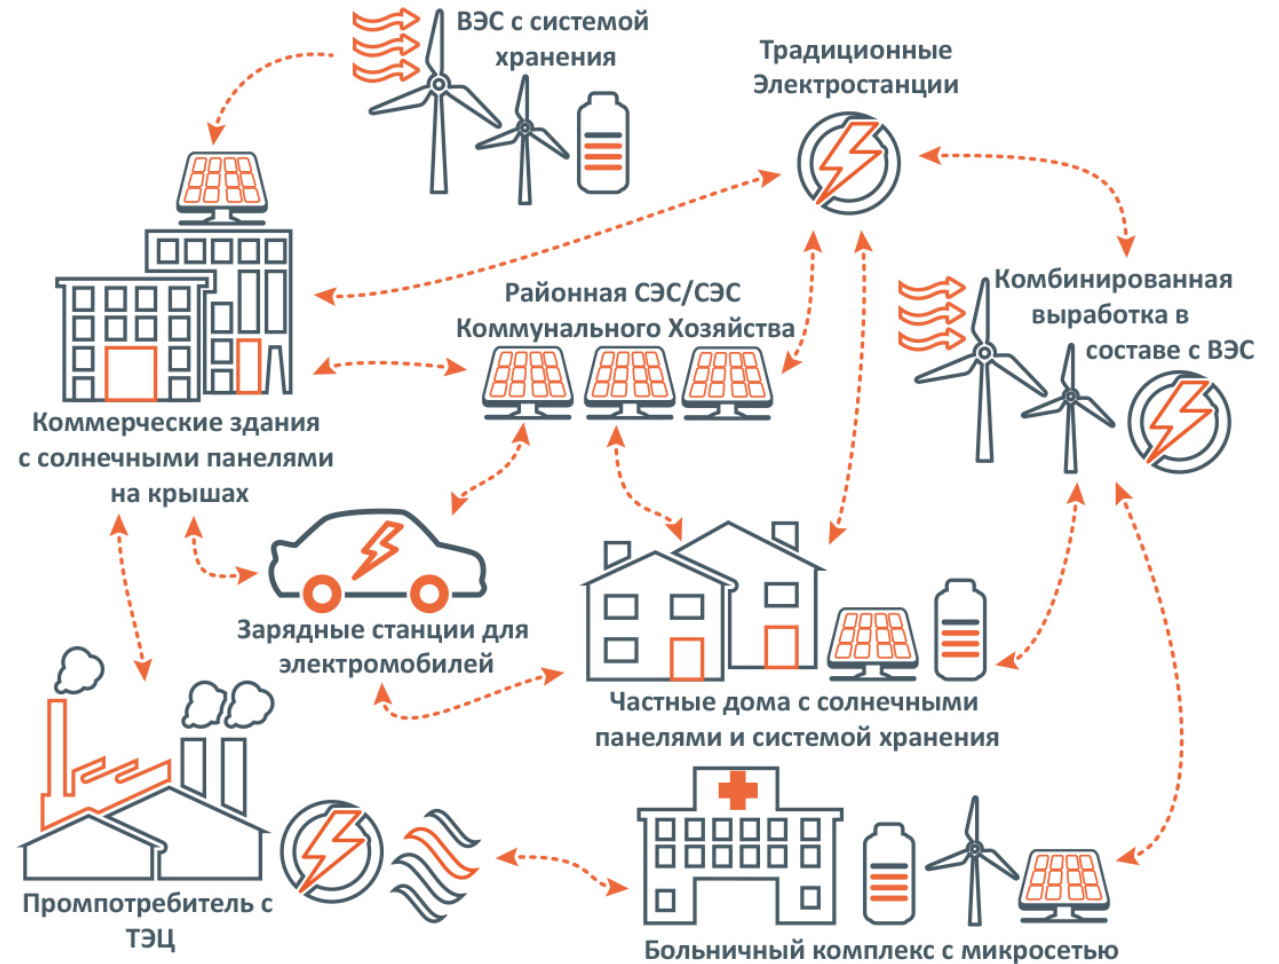 ВЭС с системой
хранения
Традиционные
Электростанции
Районная СЭС/СЭС
Коммунального Хозяйства
Комбинированная
выработка в
составе с ВЭС
Коммерческие здания
с солнечными панелями
на крышах
Зарядные станции для
электромобилей
Частные дома с солнечными
панелями и системой хранения
Промпотребитель с
ТЭЦ
Больничный комплекс с микросетью